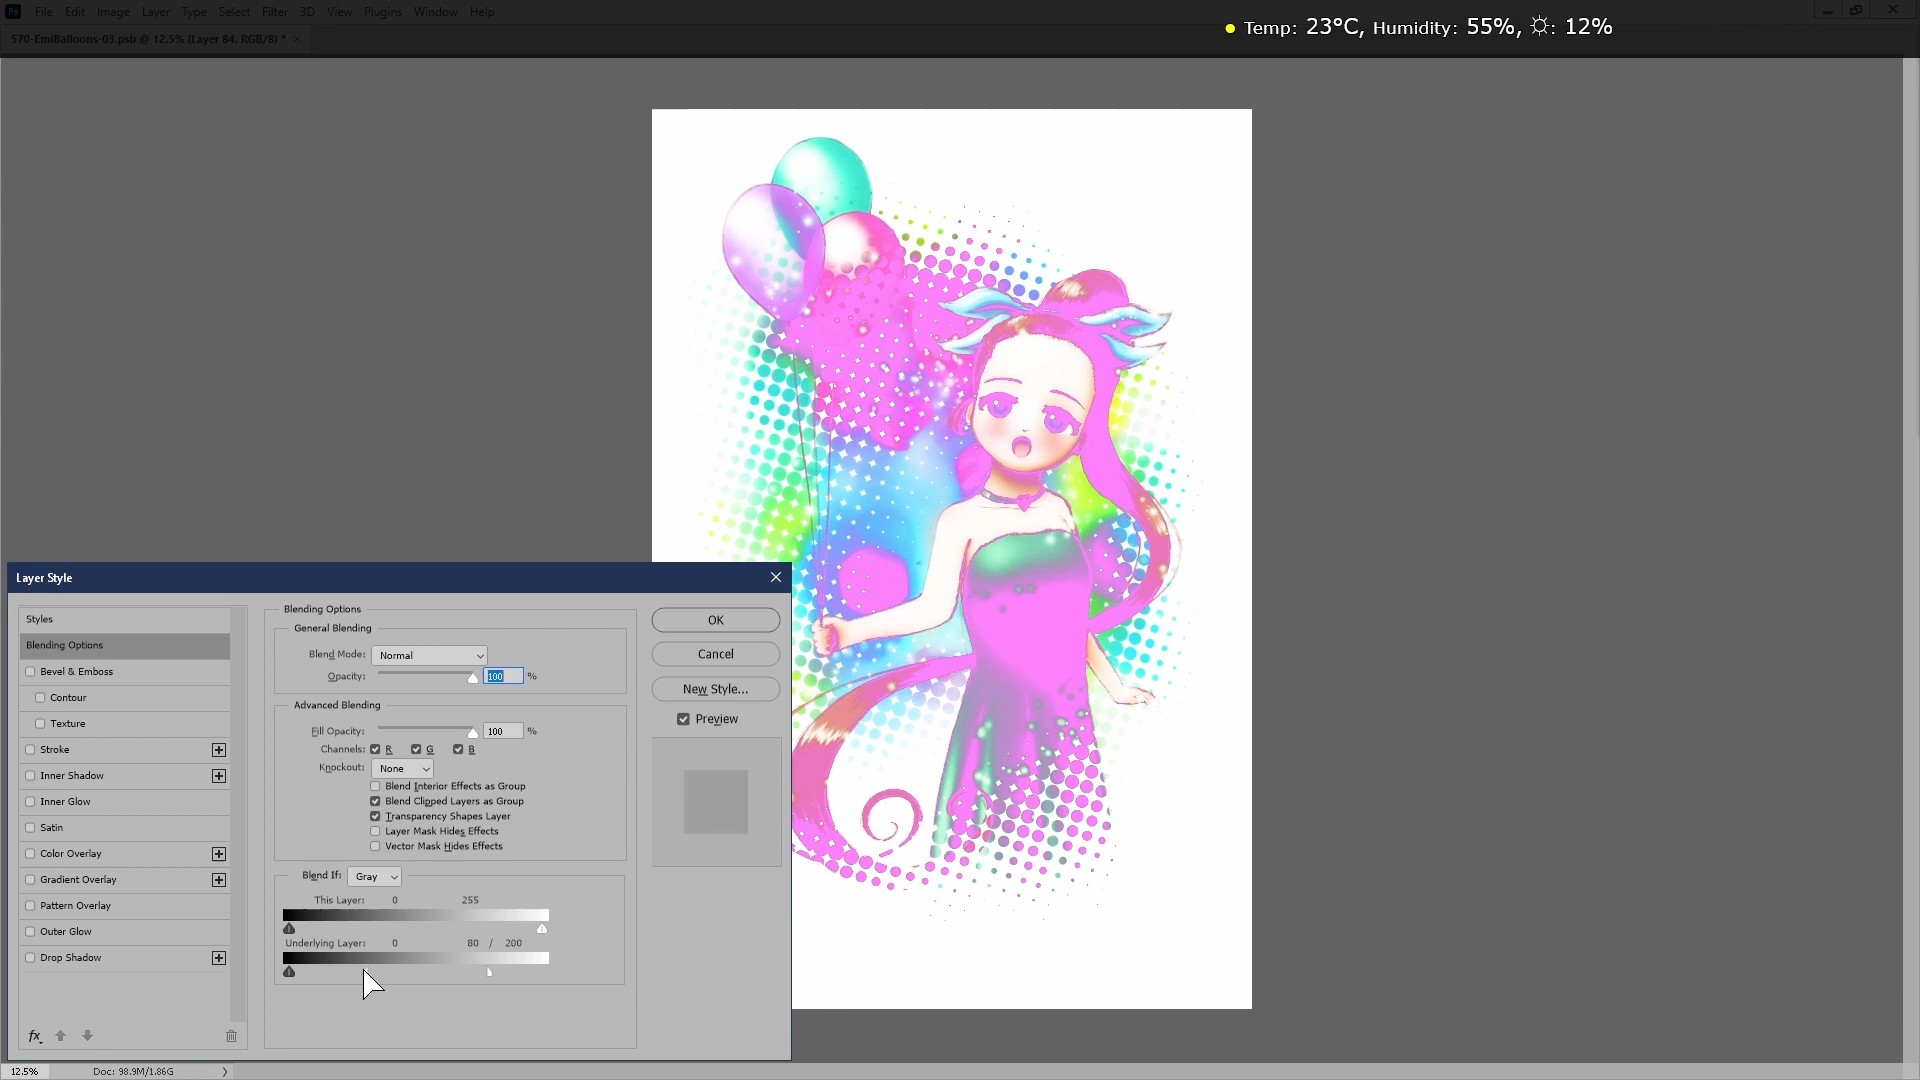 Ps File Edit Image Layer Type Select Filter 3D View Plugins Window Help
Temp: 23°C, Humidity: 55%, ☼: 12%
570-EmiBalloons-03.psb @ 12.5% (Layer 84, RGB/8) * ×
Layer Style
Styles
Blending Options
Bevel & Emboss
Contour
Texture
Stroke
Inner Shadow
Inner Glow
Satin
Color Overlay
Gradient Overlay
Pattern Overlay
Outer Glow
Drop Shadow
fx
Blending Options
General Blending
Blend Mode: Normal
Opacity: 100 %
Advanced Blending
Fill Opacity: 100 %
Channels: R G B
Knockout: None
Blend Interior Effects as Group
Blend Clipped Layers as Group
Transparency Shapes Layer
Layer Mask Hides Effects
Vector Mask Hides Effects
Blend If: Gray
This Layer: 0 255
Underlying Layer: 0 80 / 200
OK
Cancel
New Style...
Preview
12.5% Doc: 98.9M/1.86G